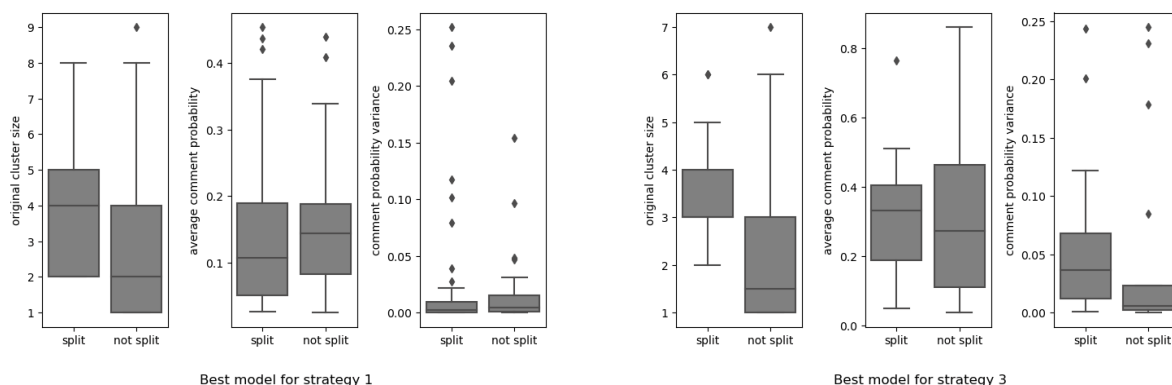 original cluster size
9
8
7
6
5
4
3
2
1
split not split
average comment probability
0.4
0.3
0.2
0.1
split not split
comment probability variance
0.25
0.20
0.15
0.10
0.05
0.00
split not split
Best model for strategy 1
original cluster size
7
6
5
4
3
2
1
split not split
average comment probability
0.8
0.6
0.4
0.2
0.0
split not split
comment probability variance
0.25
0.20
0.15
0.10
0.05
0.00
split not split
Best model for strategy 3